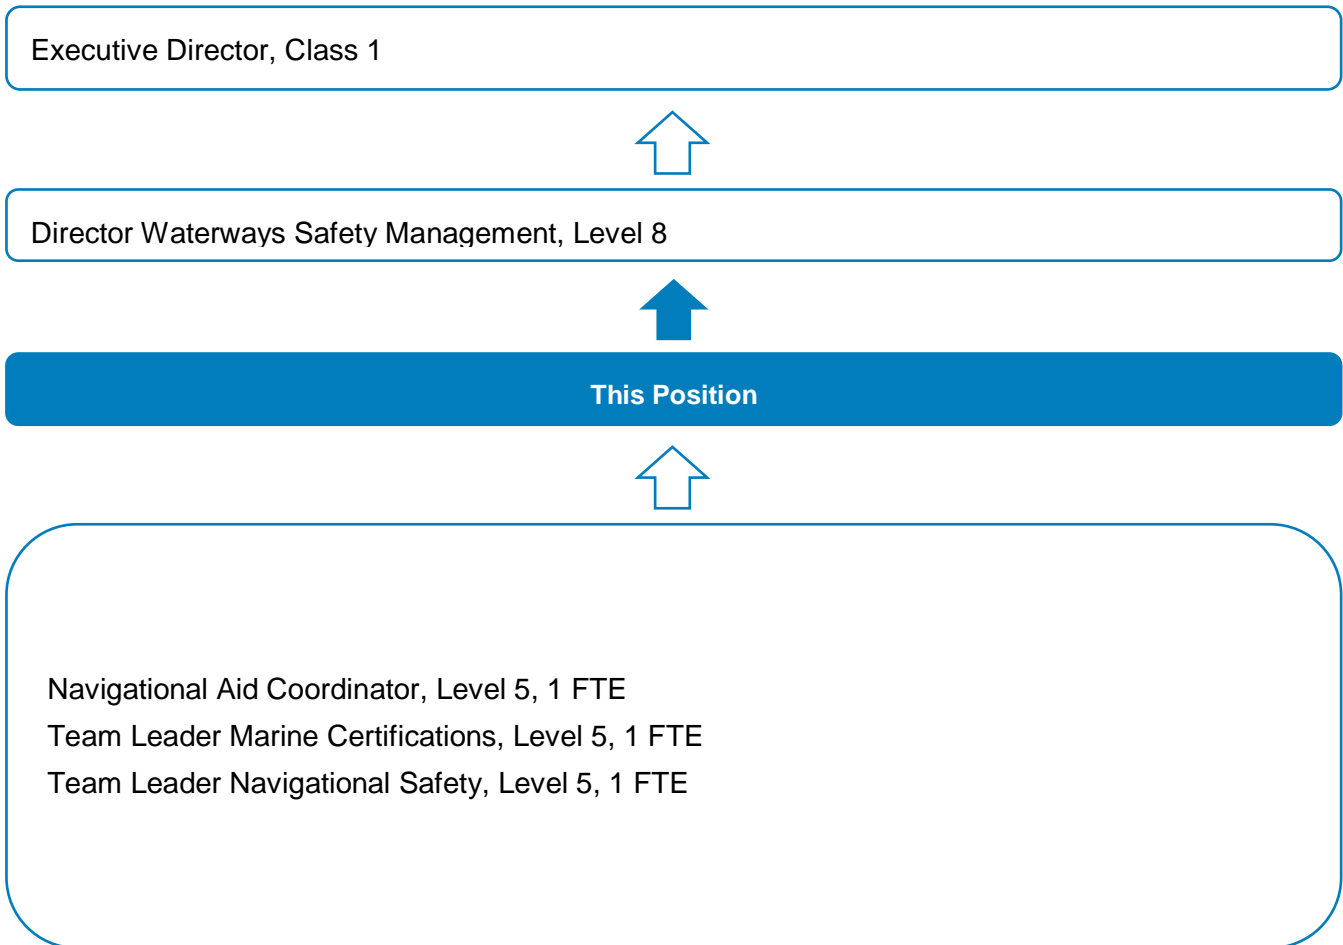 Executive Director, Class 1
Director Waterways Safety Management, Level 8
This Position
Navigational Aid Coordinator, Level 5, 1 FTE
Team Leader Marine Certifications, Level 5, 1 FTE
Team Leader Navigational Safety, Level 5, 1 FTE